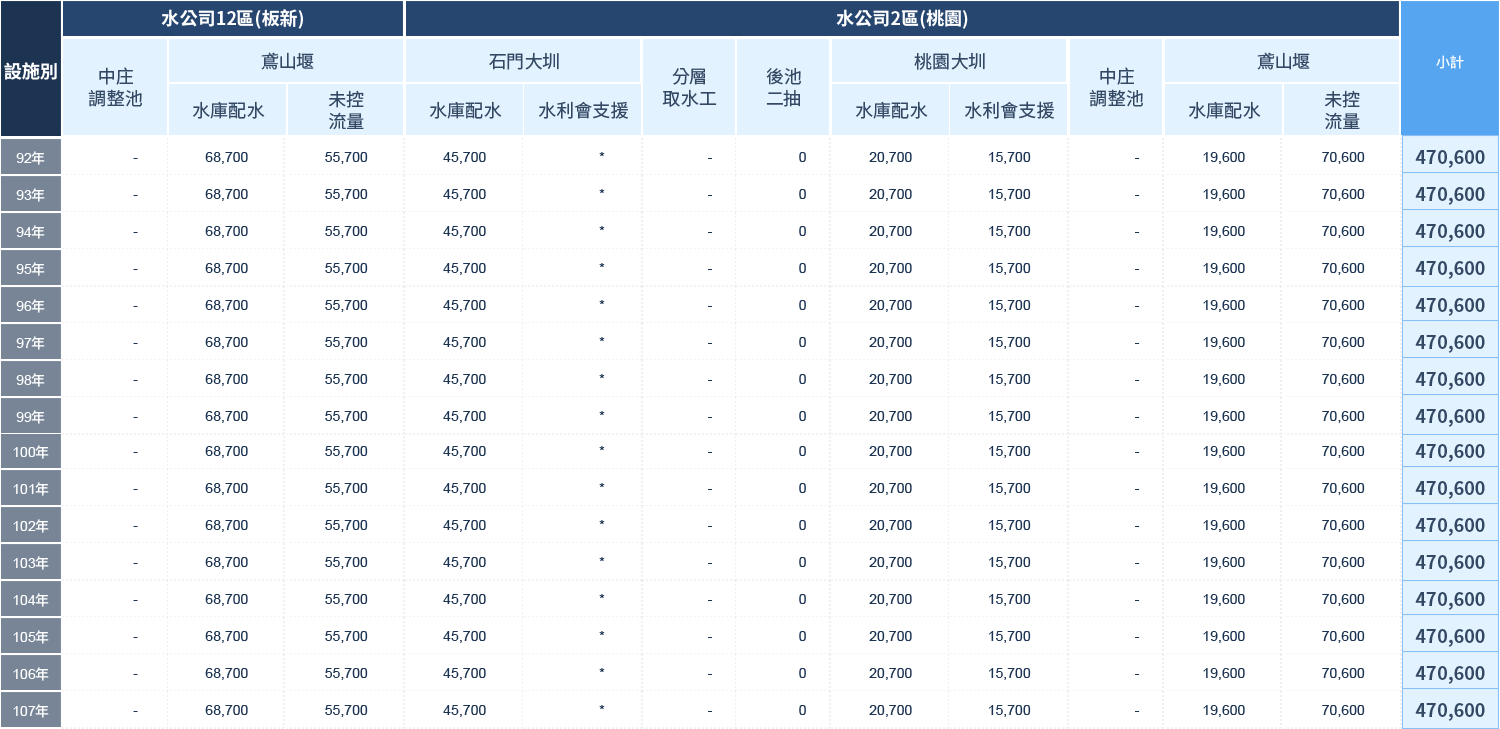 水公司12區(板新) 水公司2區(桃園)
設施別 小計
中庄
調整池
鳶山堰
水庫配水
未控
流量
石門大圳
水庫配水 水利會支援
分層
取水工
後池
二抽
桃園大圳
水庫配水 水利會支援
中庄
調整池
鳶山堰
水庫配水
未控
流量
92年 - 68,700 55,700 45,700 * - 0 20,700 15,700 - 19,600 70,600 470,600
93年 - 68,700 55,700 45,700 * - 0 20,700 15,700 - 19,600 70,600 470,600
94年 - 68,700 55,700 45,700 * - 0 20,700 15,700 - 19,600 70,600 470,600
95年 - 68,700 55,700 45,700 * - 0 20,700 15,700 - 19,600 70,600 470,600
96年 - 68,700 55,700 45,700 * - 0 20,700 15,700 - 19,600 70,600 470,600
97年 - 68,700 55,700 45,700 * - 0 20,700 15,700 - 19,600 70,600 470,600
98年 - 68,700 55,700 45,700 * - 0 20,700 15,700 - 19,600 70,600 470,600
99年 - 68,700 55,700 45,700 * - 0 20,700 15,700 - 19,600 70,600 470,600
100年 - 68,700 55,700 45,700 * - 0 20,700 15,700 - 19,600 70,600 470,600
101年 - 68,700 55,700 45,700 * - 0 20,700 15,700 - 19,600 70,600 470,600
102年 - 68,700 55,700 45,700 * - 0 20,700 15,700 - 19,600 70,600 470,600
103年 - 68,700 55,700 45,700 * - 0 20,700 15,700 - 19,600 70,600 470,600
104年 - 68,700 55,700 45,700 * - 0 20,700 15,700 - 19,600 70,600 470,600
105年 - 68,700 55,700 45,700 * - 0 20,700 15,700 - 19,600 70,600 470,600
106年 - 68,700 55,700 45,700 * - 0 20,700 15,700 - 19,600 70,600 470,600
107年 - 68,700 55,700 45,700 * - 0 20,700 15,700 - 19,600 70,600 470,600